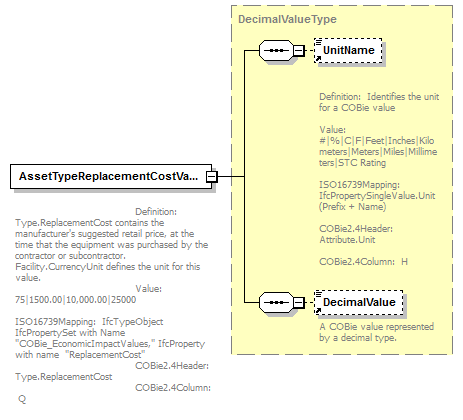 DecimalValueType
UnitName
Definition:  Identifies the unit
for a COBie value
Value:
#|%|C|F|Feet|Inches|Kilo
meters|Meters|Miles|Millime
ters|STC Rating
ISO16739Mapping:
IfcPropertySingleValue.Unit
(Prefix + Name)
COBie2.4Header:
Attribute.Unit
COBie2.4Column:  H
AssetTypeReplacementCostVa...
Definition:
Type.ReplacementCost contains the
manufacturer's suggested retail price, at
the time that the equipment was purchased by the
contractor or subcontractor.
Facility.CurrencyUnit defines the unit for this
value.
Value:
75|1500.00|10,000.00|25000
ISO16739Mapping:  IfcTypeObject
IfcPropertySet with Name
"COBie_EconomicImpactValues," IfcProperty
with name  "ReplacementCost"
COBie2.4Header:
Type.ReplacementCost
COBie2.4Column:
Q
DecimalValue
A COBie value represented
by a decimal type.